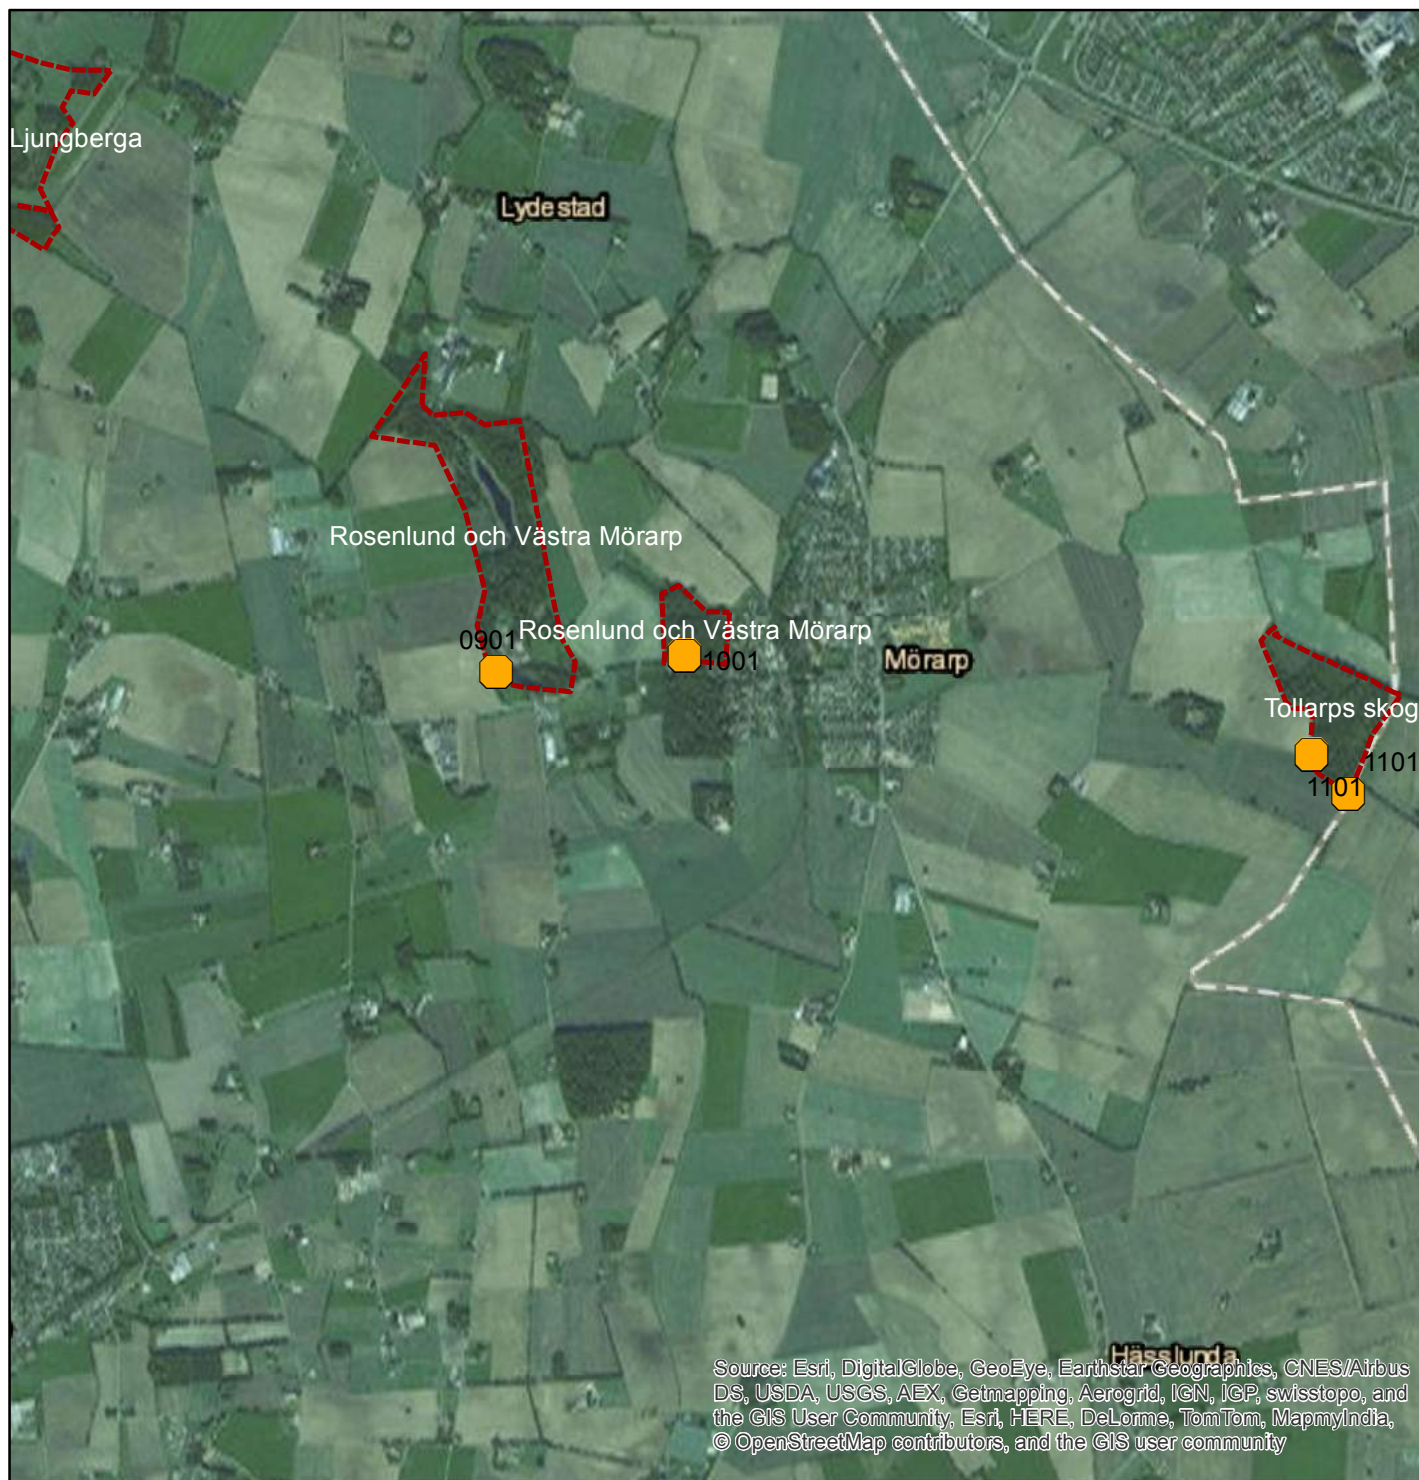 Ljungberga
Lydestad
Rosenlund och Västra Mörarp
0901
Rosenlund och Västra Mörarp
1001
Mörarp
Tollarps skog
1101
1101
Hässlunda
Source: Esri, DigitalGlobe, GeoEye, Earthstar Geographics, CNES/Airbus
DS, USDA, USGS, AEX, Getmapping, Aerogrid, IGN, IGP, swisstopo, and
the GIS User Community, Esri, HERE, DeLorme, TomTom, MapmyIndia,
© OpenStreetMap contributors, and the GIS user community